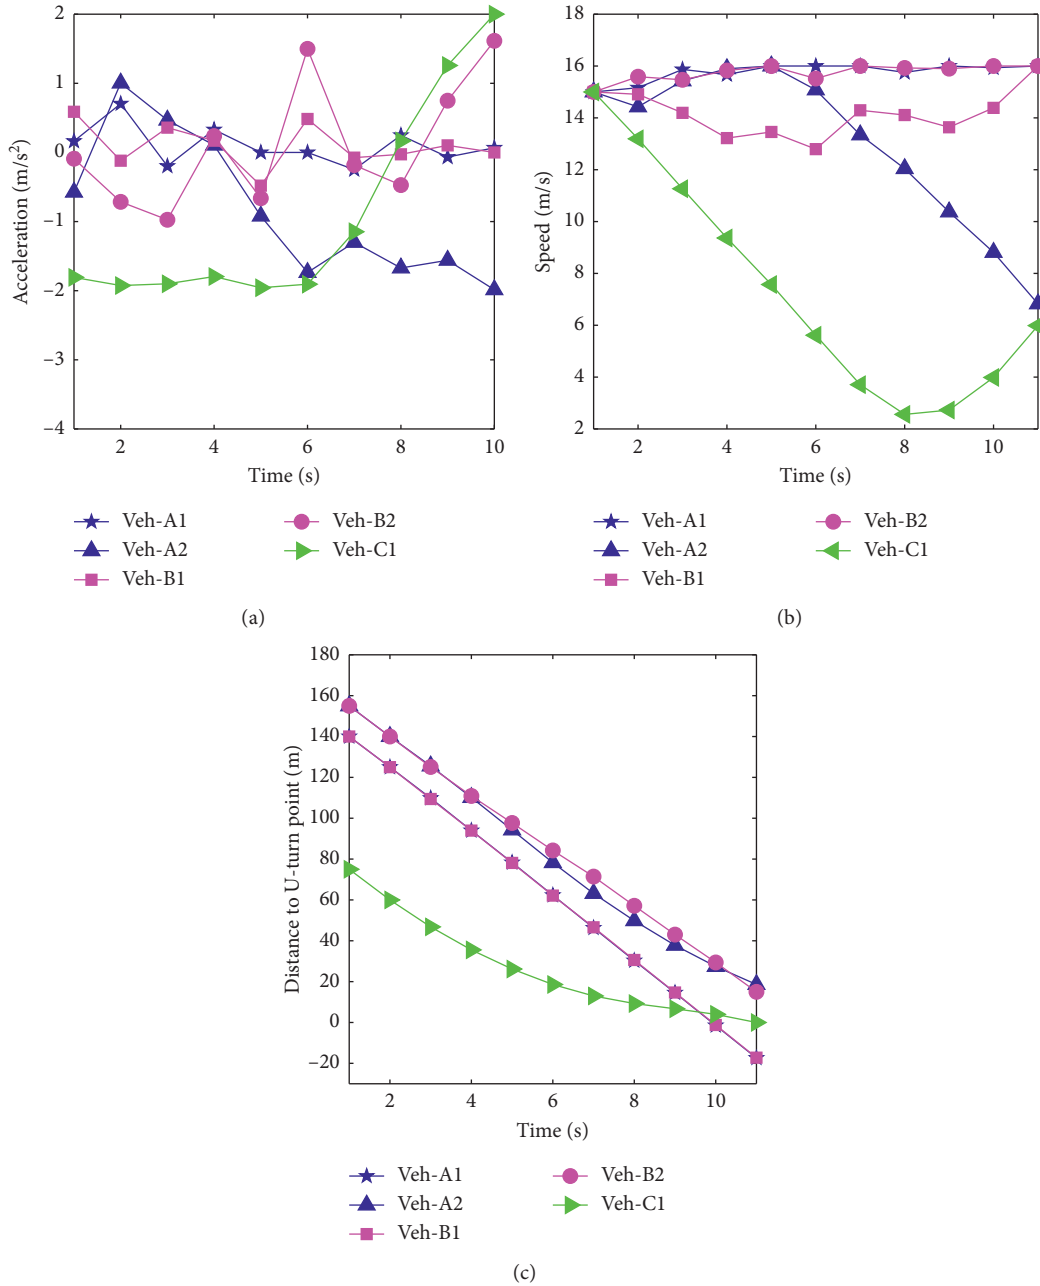 2
1
0
−1
−2
−3
−4
Acceleration (m/s2)
2 4 6 8 10
Time (s)
Veh-A1
Veh-A2
Veh-B1
Veh-B2
Veh-C1
(a)
18
16
14
12
10
8
6
4
2
Speed (m/s)
2 4 6 8 10
Time (s)
Veh-A1
Veh-A2
Veh-B1
Veh-B2
Veh-C1
(b)
180
160
140
120
100
80
60
40
20
0
−20
Distance to U-turn point (m)
2 4 6 8 10
Time (s)
Veh-A1
Veh-A2
Veh-B1
Veh-B2
Veh-C1
(c)